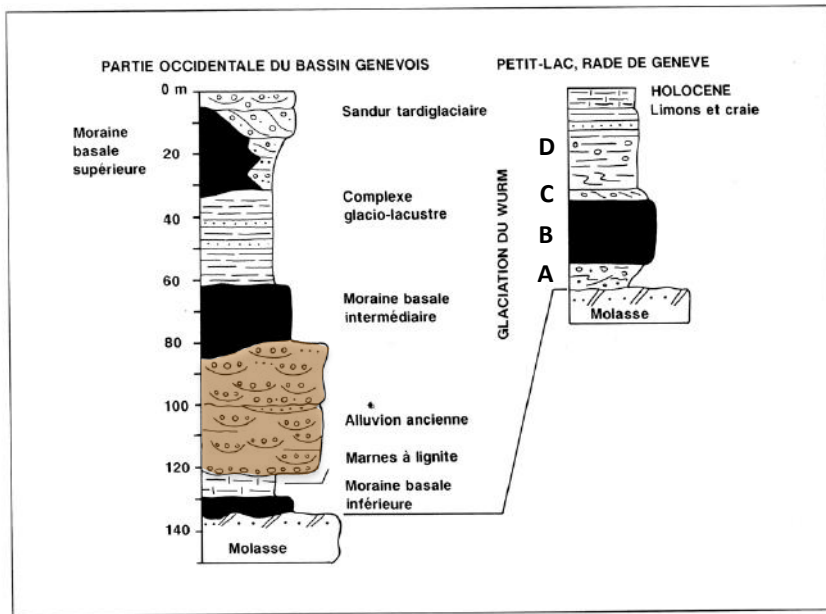 PARTIE OCCIDENTALE DU BASSIN GENEVOIS
0 m
20
40
60
80
100
120
140
Moraine
basale
supérieure
Sandur tardiglaciaire
Complexe
glacio-lacustre
Moraine basale
intermédiaire
Alluvion ancienne
Marnes à lignite
Moraine basale
inférieure
Molasse
PETIT-LAC, RADE DE GENEVE
HOLOCENE
Limons et craie
GLACIATION DU WURM
D
C
B
A
Molasse